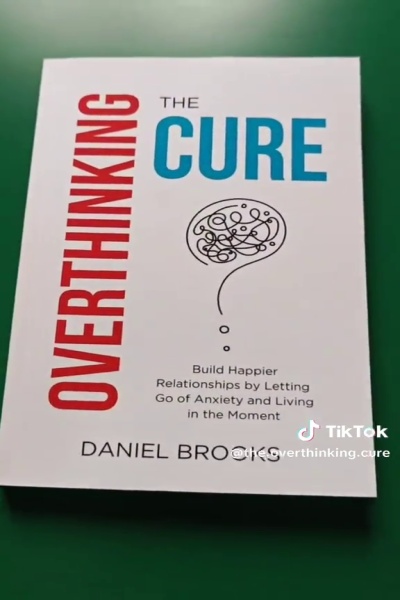 OVERTHINKING
THE
CURE
Build Happier
Relationships by Letting
Go of Anxiety and Living
in the Moment
DANIEL BROOKS
TikTok
@the.overthinking.cure